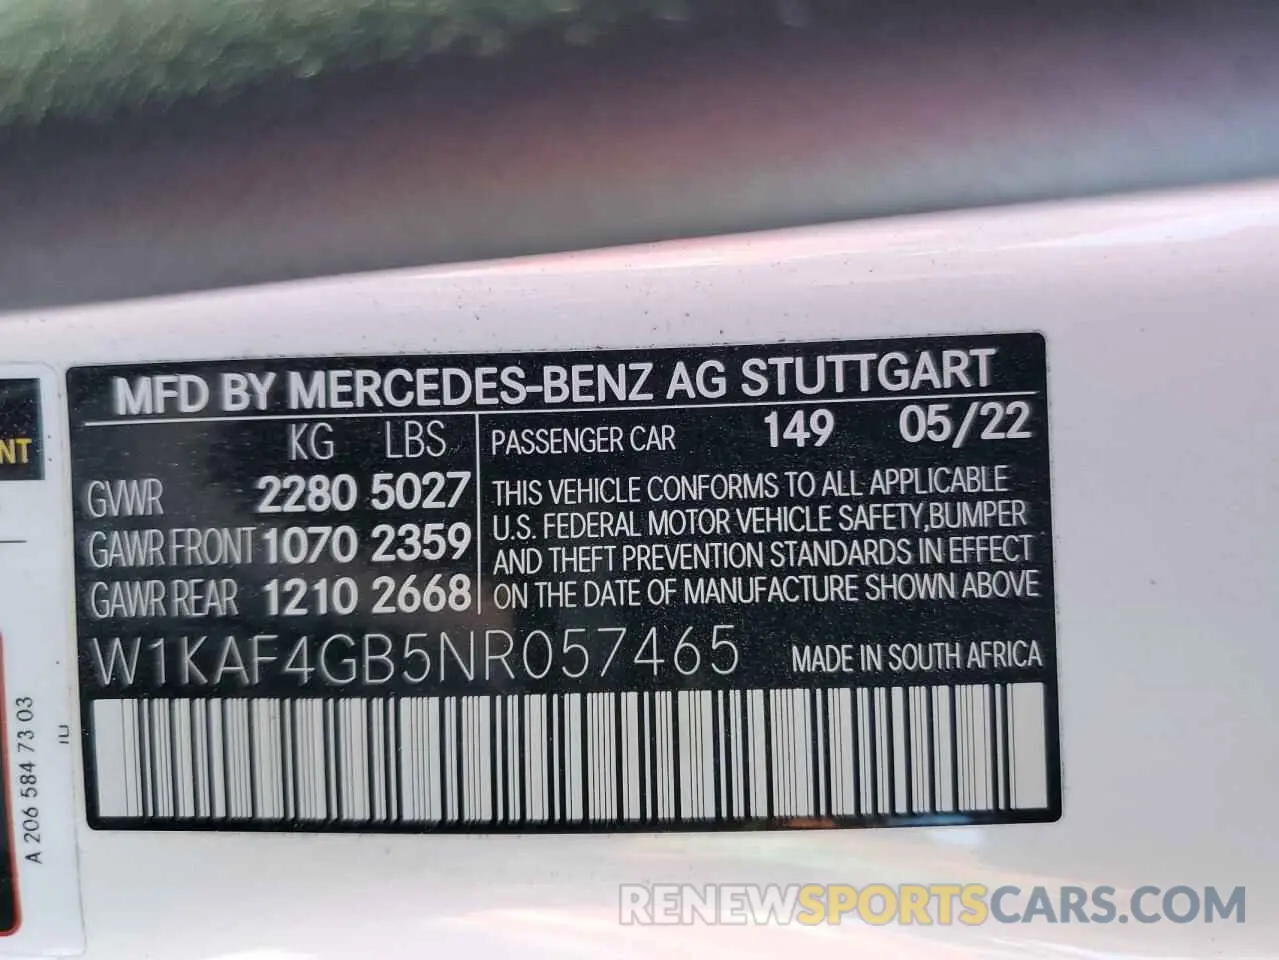 MFD BY MERCEDES-BENZ AG STUTTGART
KG LBS
GVWR 2280 5027
GAWR FRONT 1070 2359
GAWR REAR 1210 2668
PASSENGER CAR 149 05/22
THIS VEHICLE CONFORMS TO ALL APPLICABLE
U.S. FEDERAL MOTOR VEHICLE SAFETY,BUMPER
AND THEFT PREVENTION STANDARDS IN EFFECT
ON THE DATE OF MANUFACTURE SHOWN ABOVE
W1KAF4GB5NR057465 MADE IN SOUTH AFRICA
A 206 584 73 03
RENEWSPORTSCARS.COM